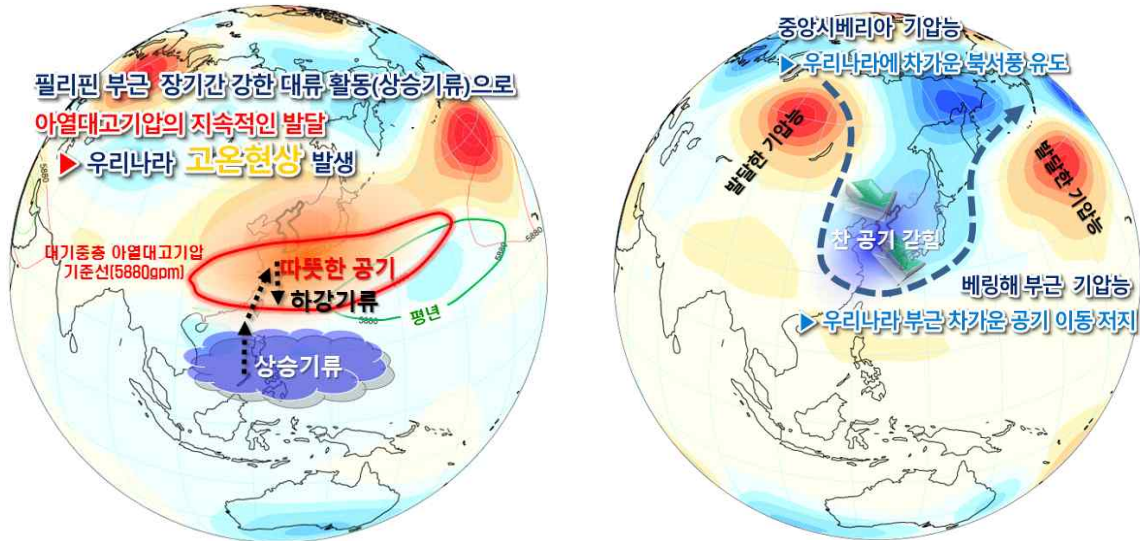 필리핀 부근 장기간 강한 대류 활동(상승기류)으로
아열대고기압의 지속적인 발달
▶ 우리나라 고온현상 발생
5880
5880
5880
대기중층 아열대고기압
기준선(5880gpm)
따뜻한 공기
하강기류
5880
평년
상승기류
중앙시베리아 기압능
▶ 우리나라에 차가운 북서풍 유도
발달한 기압능
발달한 기압능
찬 공기 갇힘
베링해 부근 기압능
▶ 우리나라 부근 차가운 공기 이동 저지